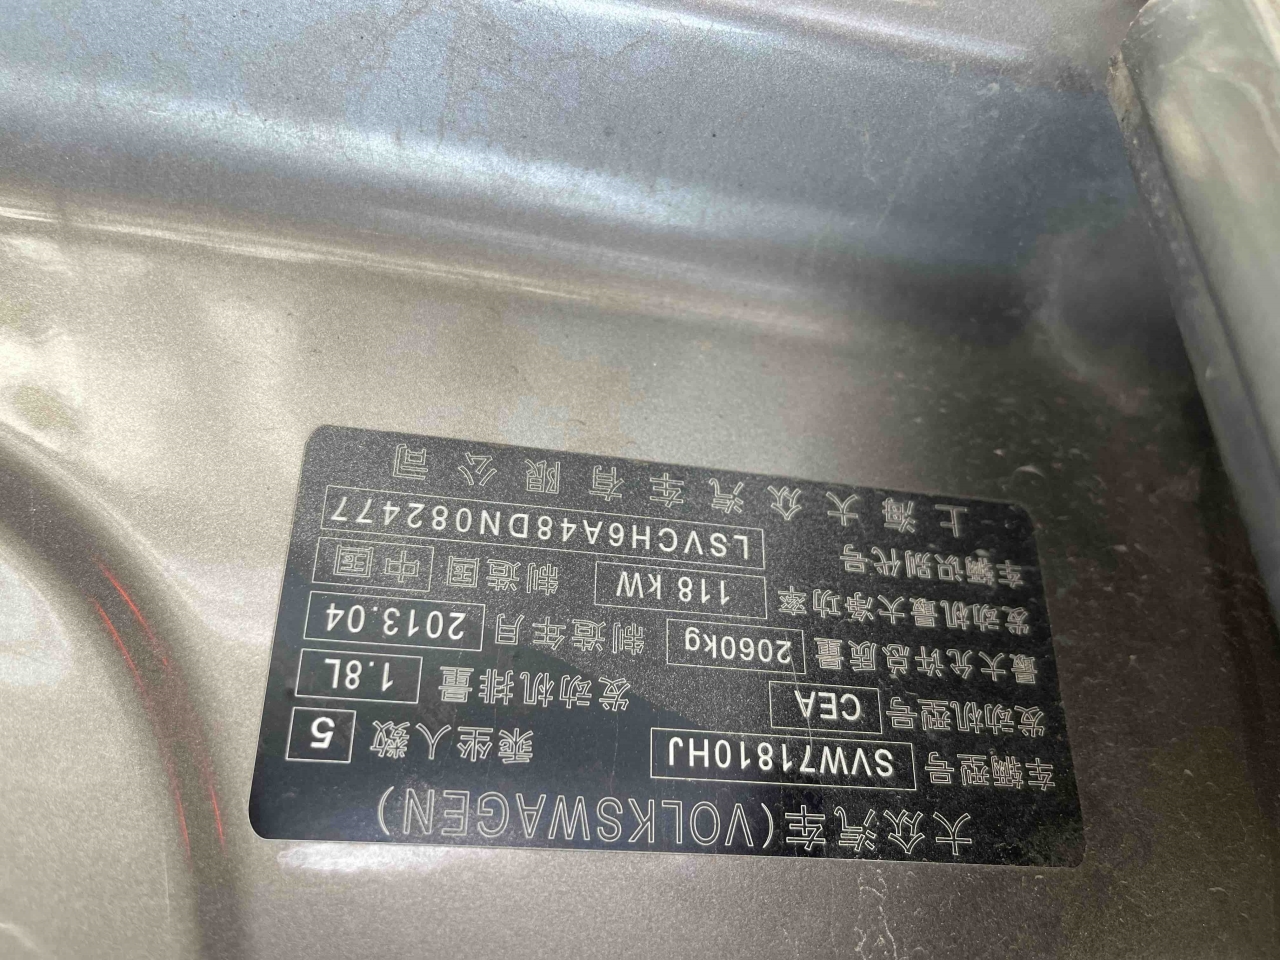 大众汽车(VOLKSWAGEN)
车辆型号 SVW71810HJ 乘坐人数 5
发动机型号 CEA 发动机排量 1.8L
最大允许总质量 2060kg 制造年月 2013.04
发动机最大净功率 118 kW 制造国 中国
车辆识别代号 LSVCH6A48DN082477
上海大众汽车有限公司